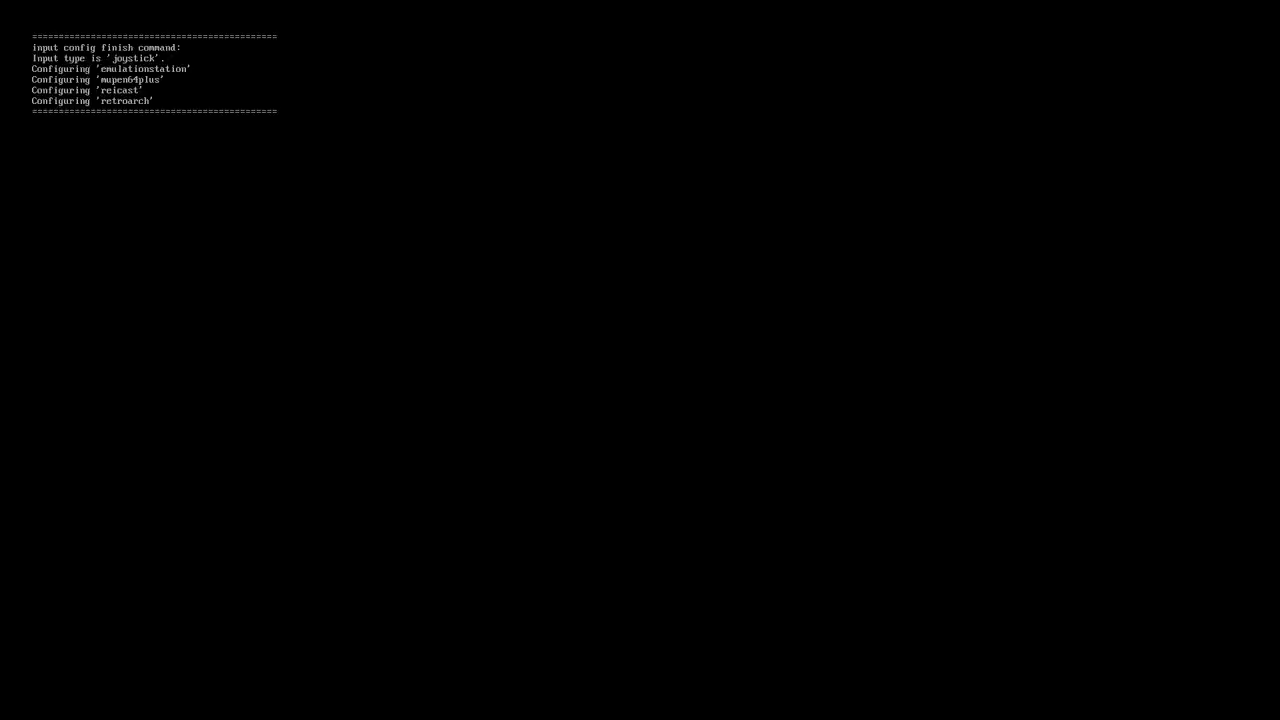 ==============================================
input config finish command:
Input type is 'joystick'.
Configuring 'emulationstation'
Configuring 'mupen64plus'
Configuring 'reicast'
Configuring 'retroarch'
==============================================